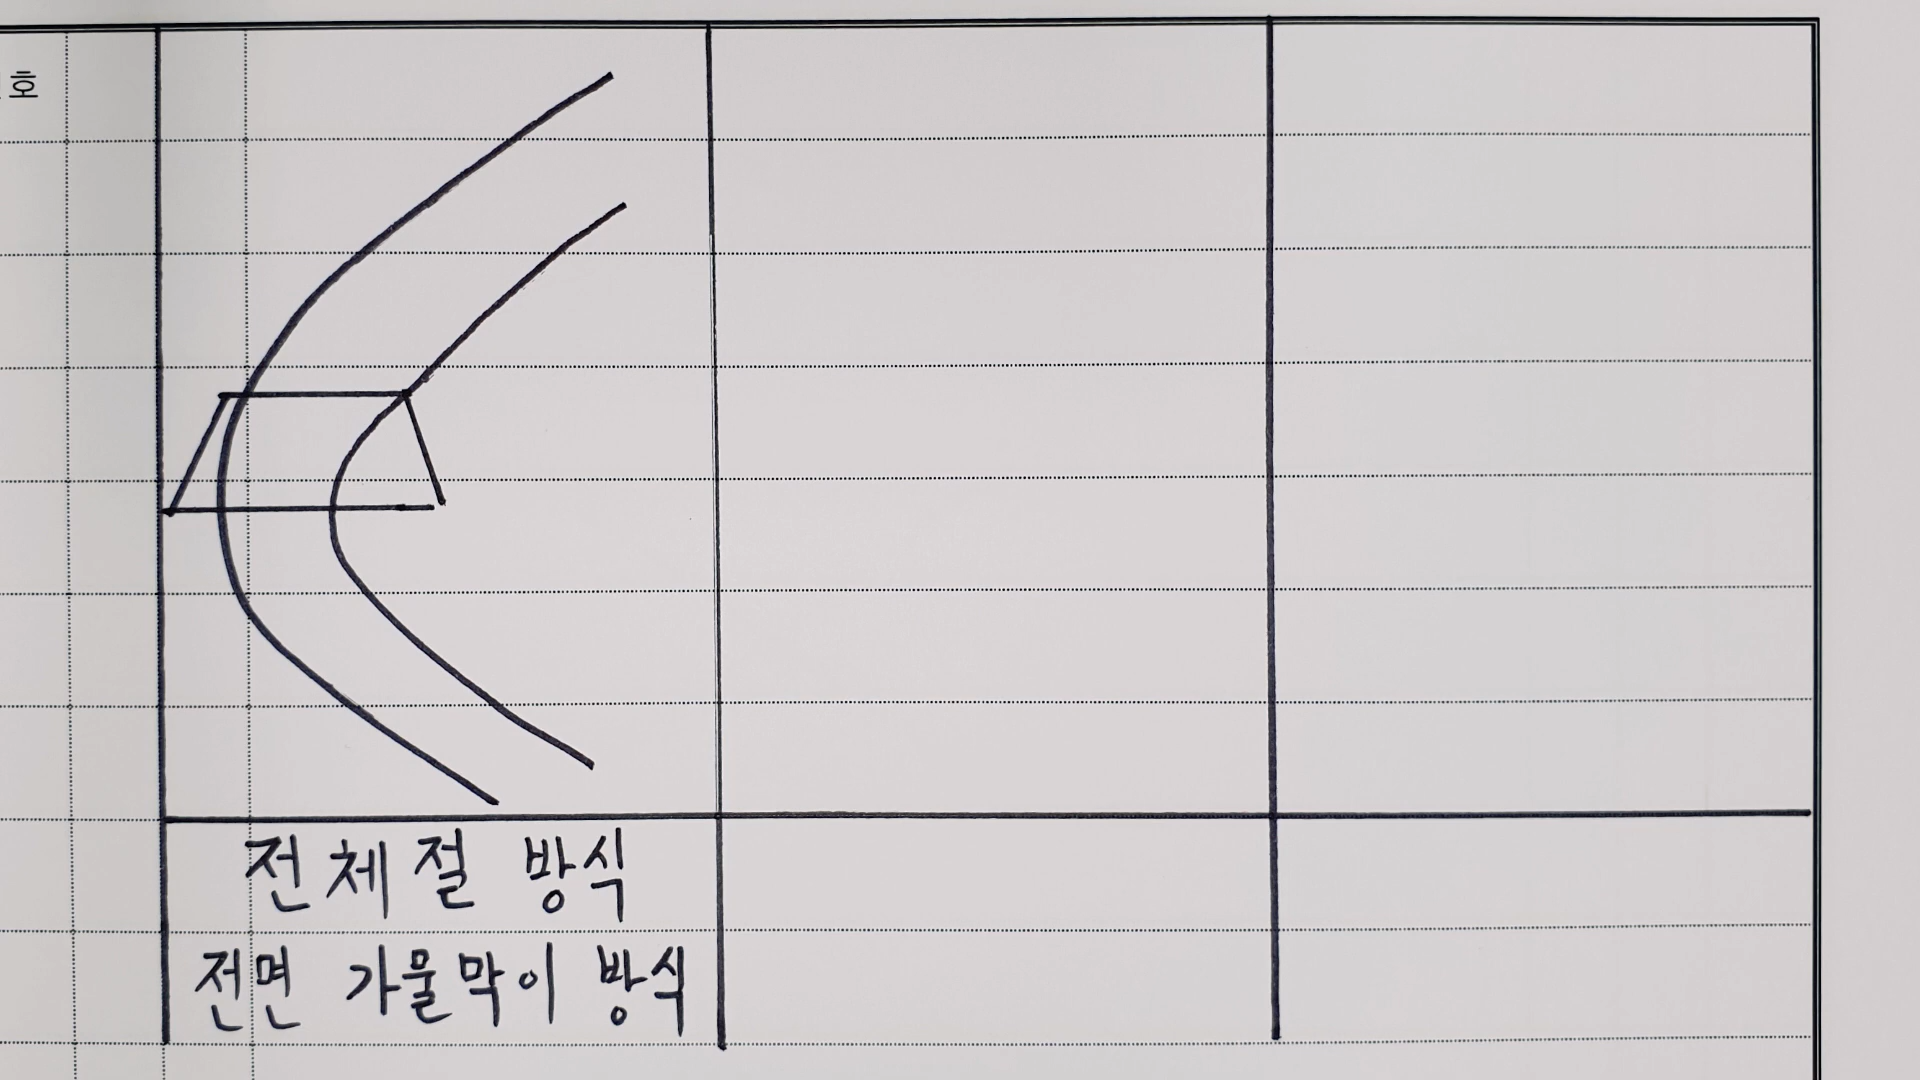 호
전체절 방식
전면 가물막이 방식